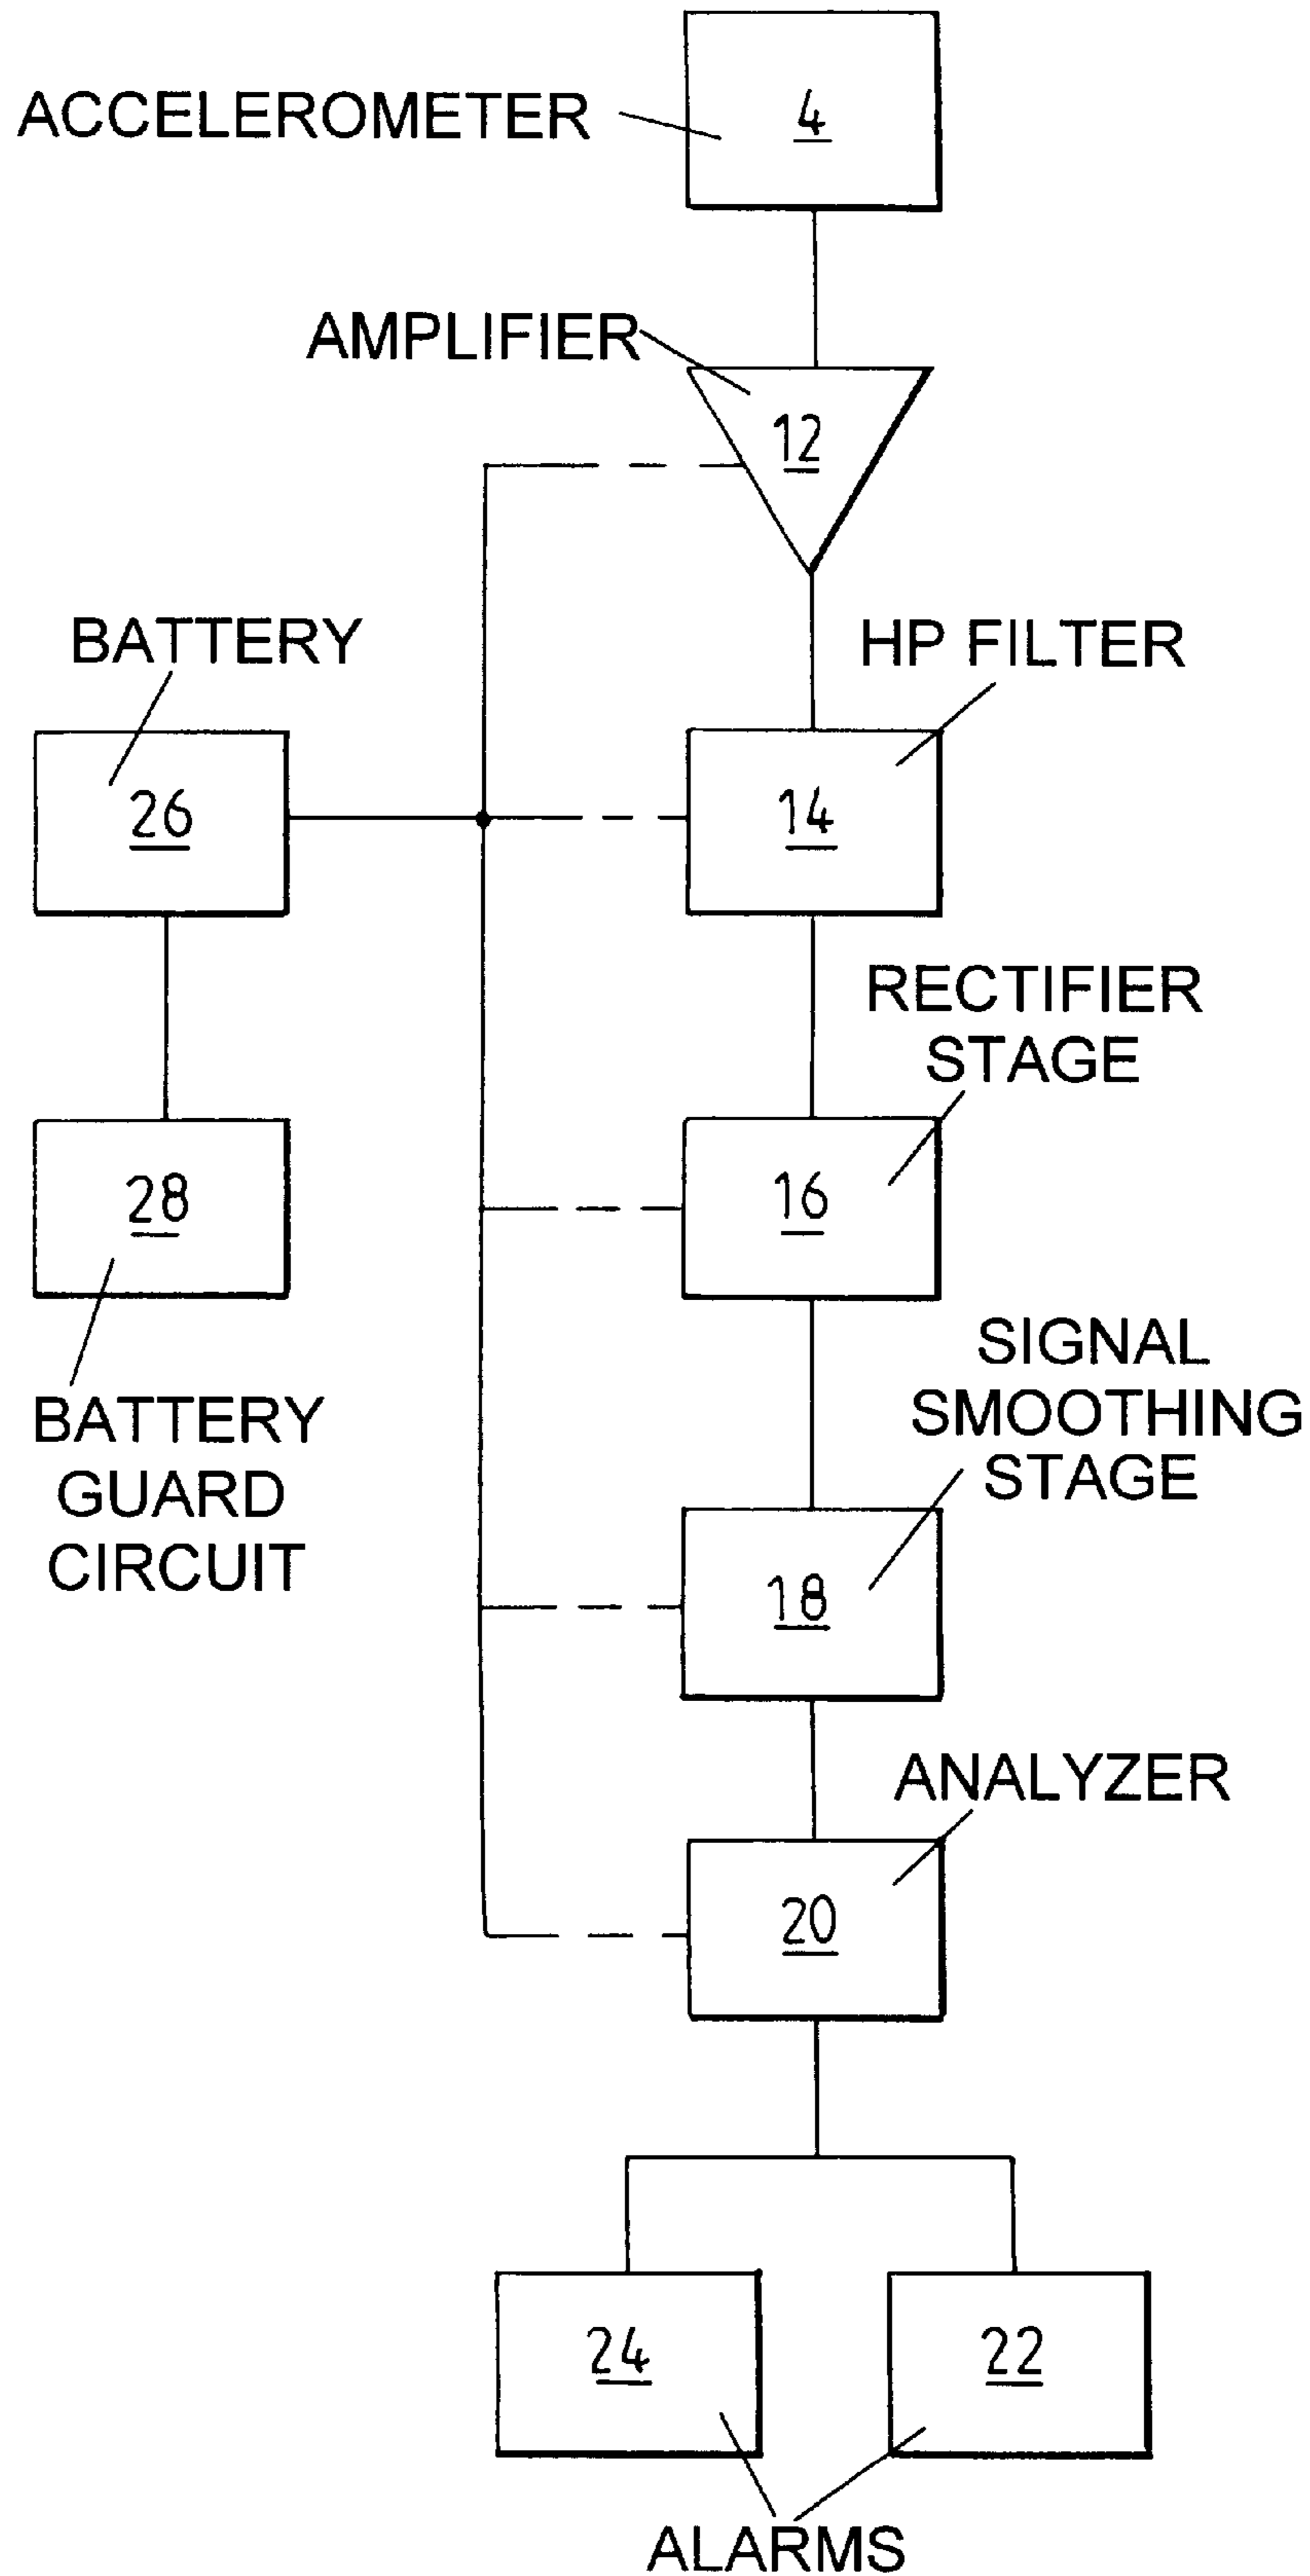 4
ACCELEROMETER
AMPLIFIER
12
BATTERY
HP FILTER
26
14
RECTIFIER
STAGE
28
16
SIGNAL
SMOOTHING
STAGE
BATTERY
GUARD
CIRCUIT
18
ANALYZER
20
24
22
ALARMS